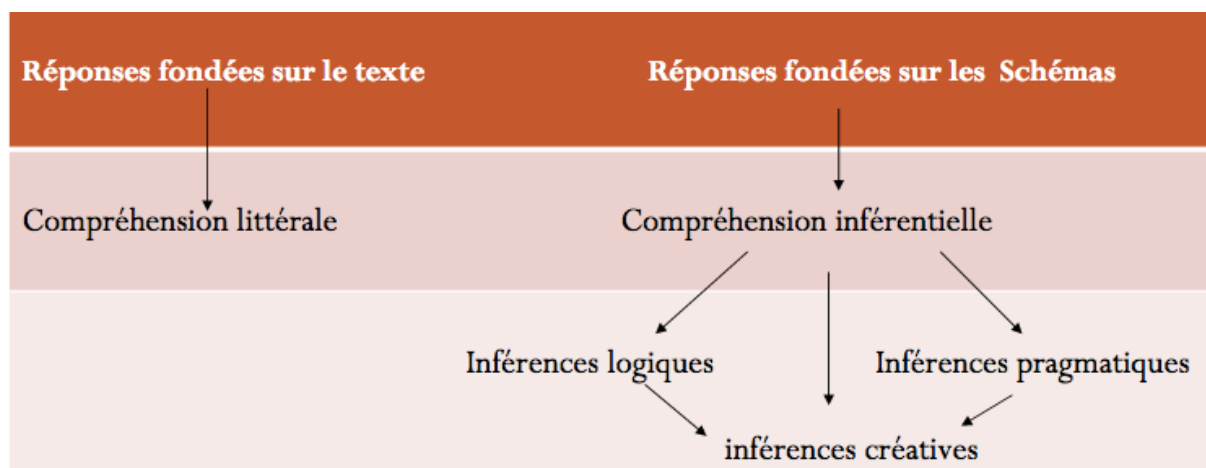 Réponses fondées sur le texte
Réponses fondées sur les Schémas
Compréhension littérale
Compréhension inférentielle
Inférences logiques
Inférences pragmatiques
inférences créatives